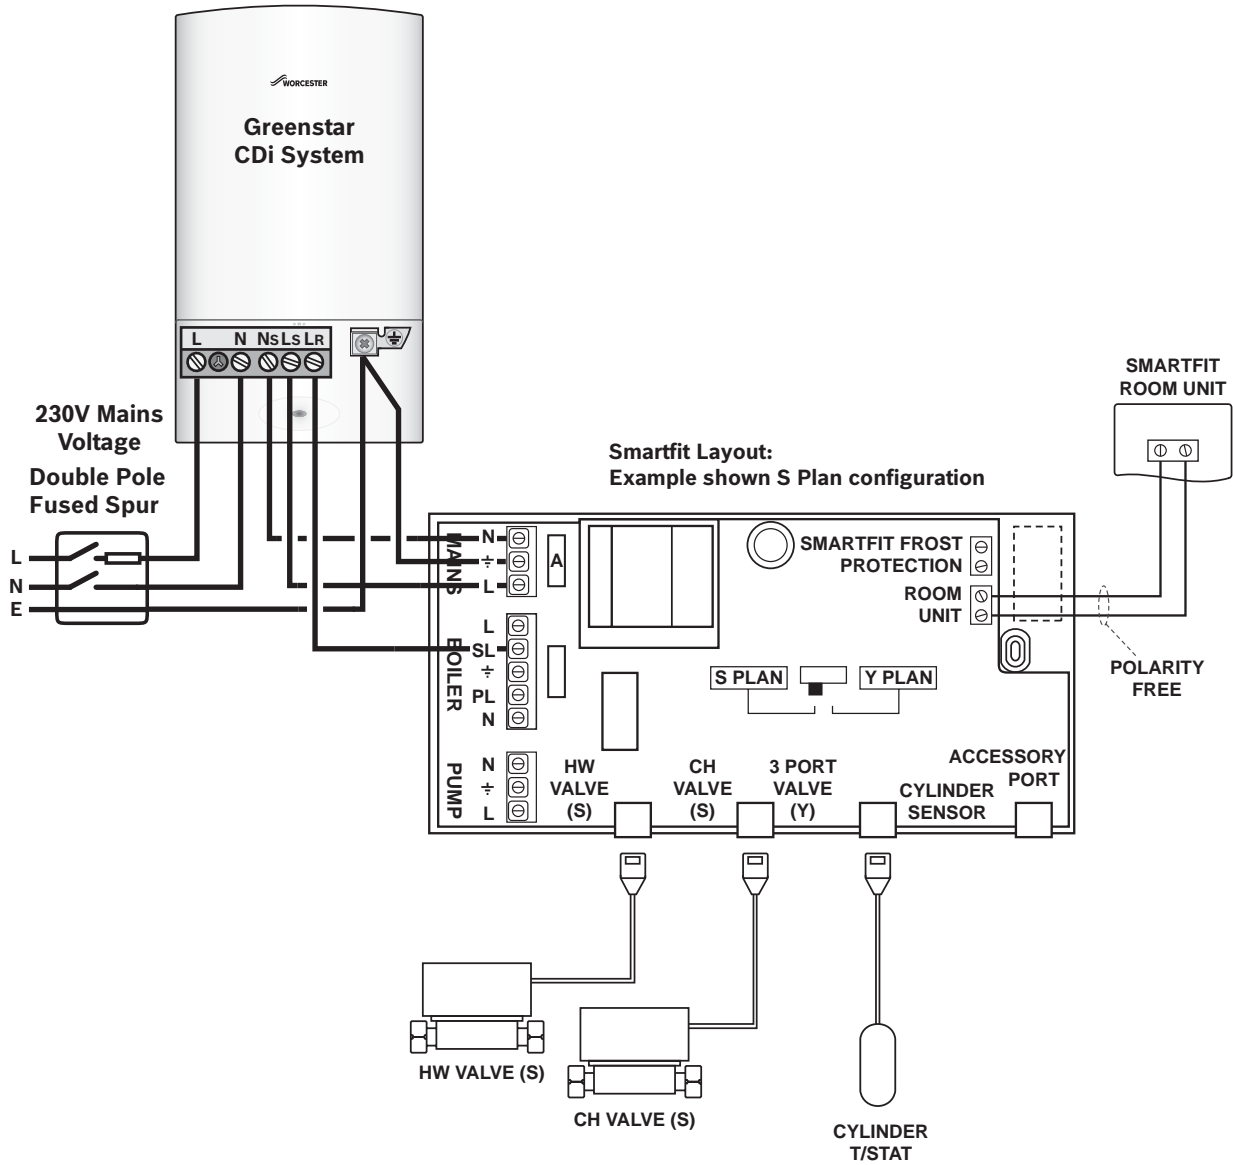 WORCESTER
Greenstar
CDi System
L N NS LS LR
230V Mains
Voltage
Double Pole
Fused Spur
L
N
E
SMARTFIT
ROOM UNIT
Smartfit Layout:
Example shown S Plan configuration
MAINS
N
L
A
SMARTFIT FROST
PROTECTION
ROOM
UNIT
POLARITY
FREE
BOILER
L
SL
PL
N
S PLAN
Y PLAN
PUMP
N
L
HW
VALVE
(S)
CH
VALVE
(S)
3 PORT
VALVE
(Y)
CYLINDER
SENSOR
ACCESSORY
PORT
HW VALVE (S)
CH VALVE (S)
CYLINDER
T/STAT